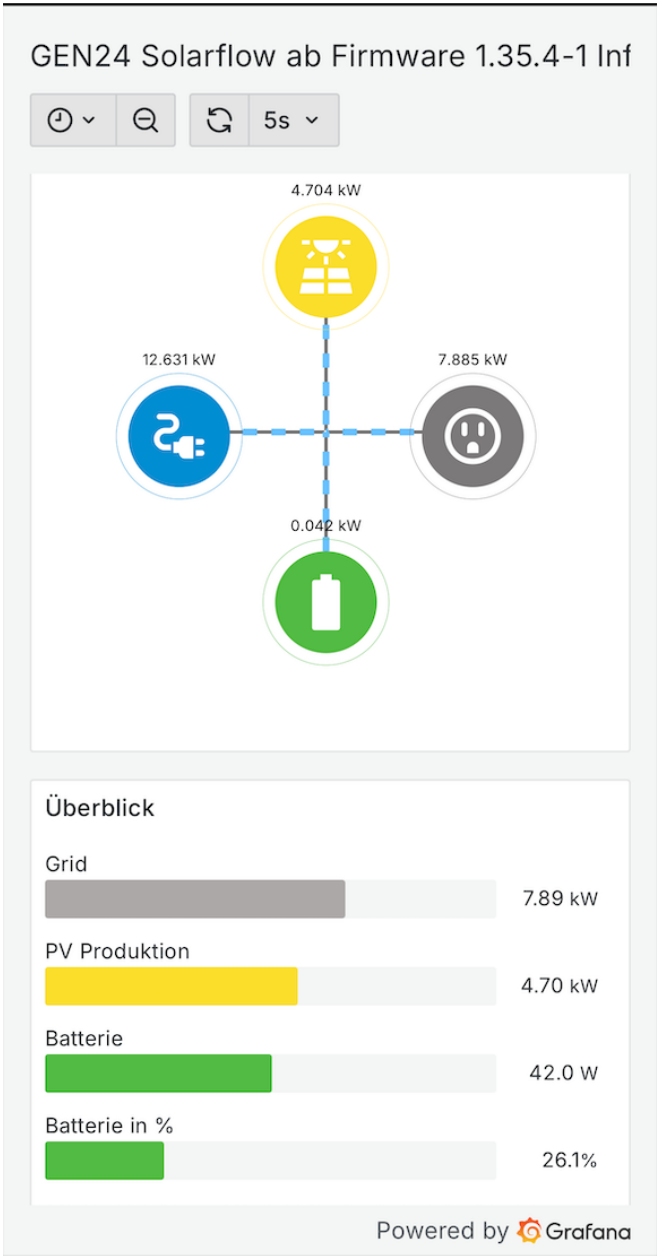 GEN24 Solarflow ab Firmware 1.35.4-1 Inf
5s
4.704 kW
12.631 kW
7.885 kW
0.042 kW
Überblick
Grid
7.89 kW
PV Produktion
4.70 kW
Batterie
42.0 W
Batterie in %
26.1%
Powered by Grafana